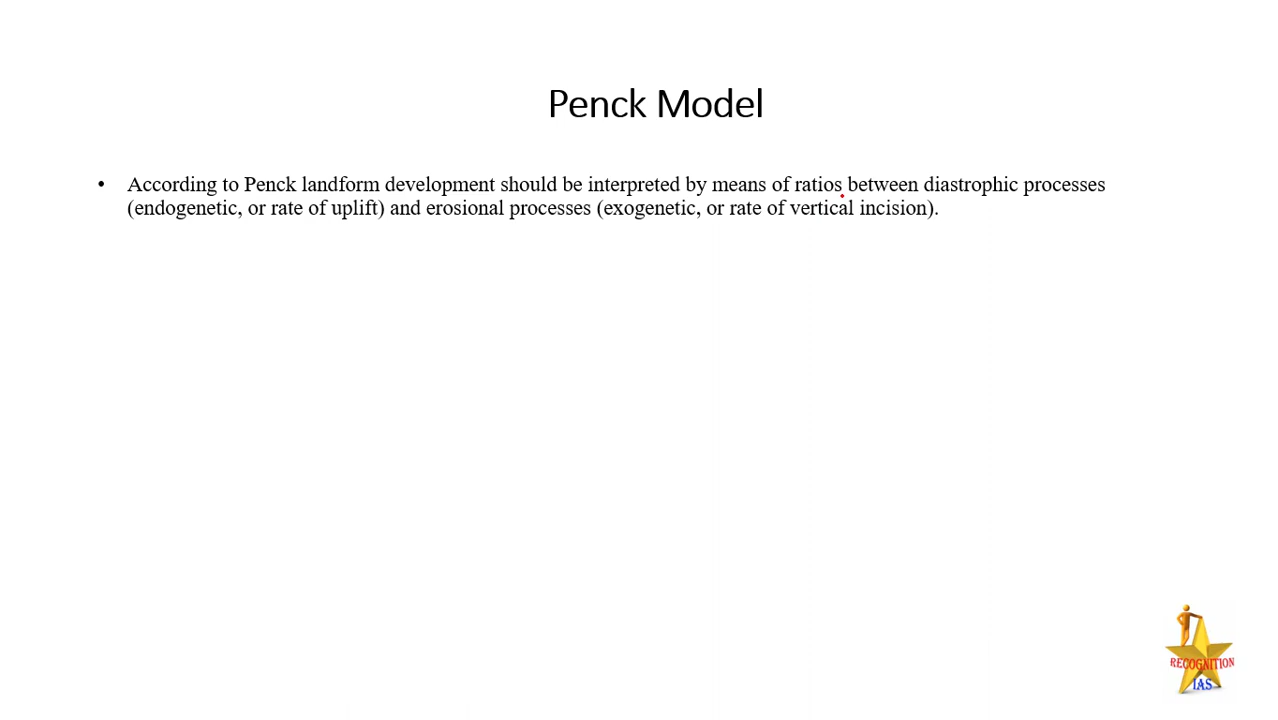 Penck Model
• According to Penck landform development should be interpreted by means of ratios between diastrophic processes
(endogenetic, or rate of uplift) and erosional processes (exogenetic, or rate of vertical incision).
RECOGNITION
IAS